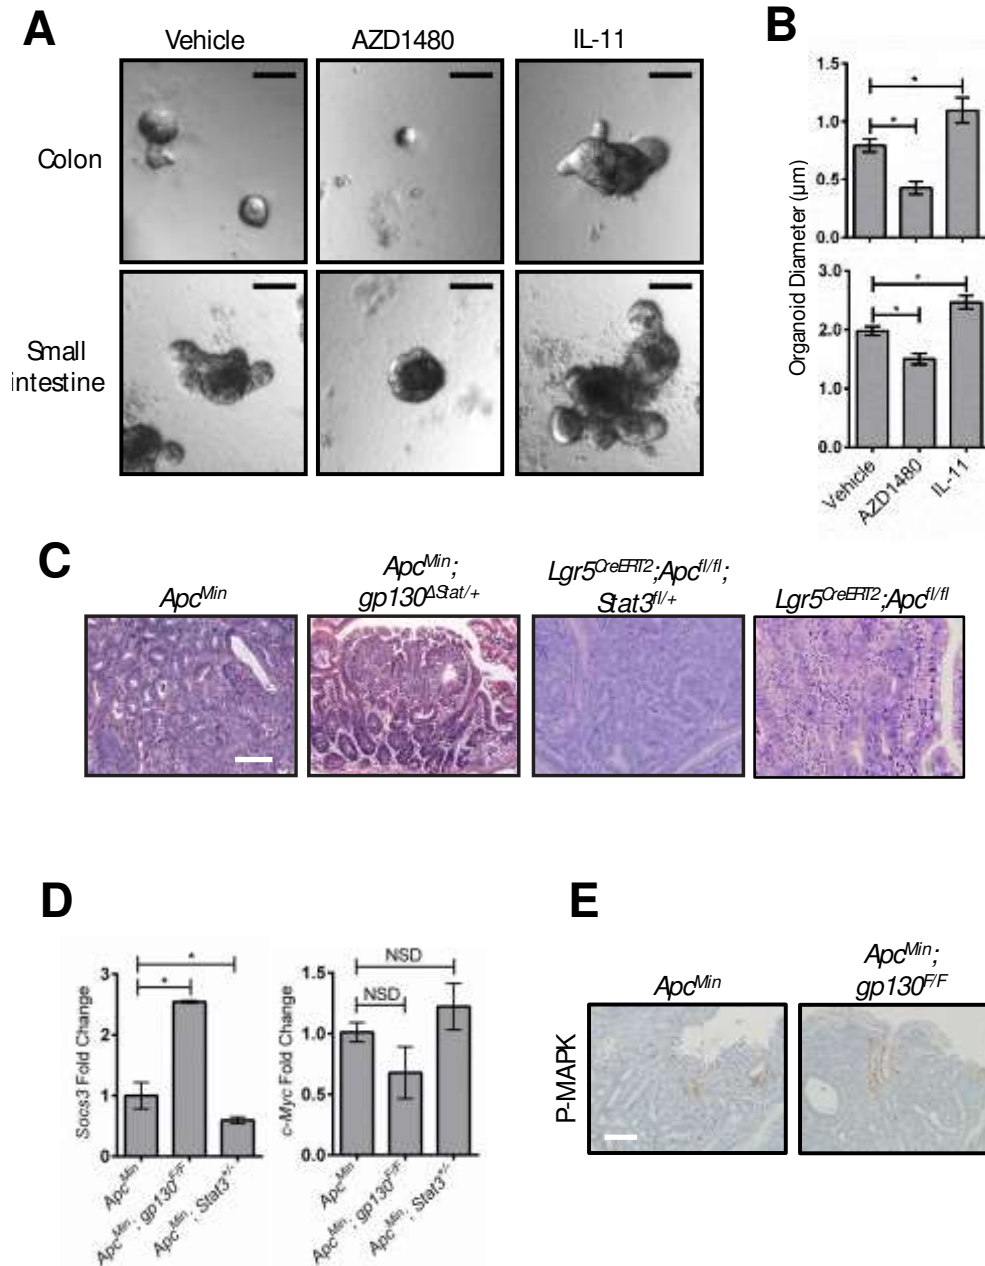 A
Vehicle AZD1480 IL-11
Colon
Small
intestine
B
Organoid Diameter (μm)
1.5
1.0
0.5
0.0
*
*
3.0
2.0
1.0
0.0
*
*
Vehicle
AZD1480
IL-11
C
ApcMin
ApcMin;
gp130ΔStat/+
Lgr5CreERT2;Apcfl/fl;
Stat3fl/+
Lgr5CreERT2;Apcfl/fl
D
Socs3 Fold Change
3
2
1
0
*
*
ApcMin
ApcMin; gp130F/F
ApcMin; Stat3+/-
c-Myc Fold Change
1.5
1.0
0.5
0.0
NSD
NSD
ApcMin
ApcMin; gp130F/F
ApcMin; Stat3+/-
E
ApcMin
ApcMin;
gp130F/F
P-MAPK